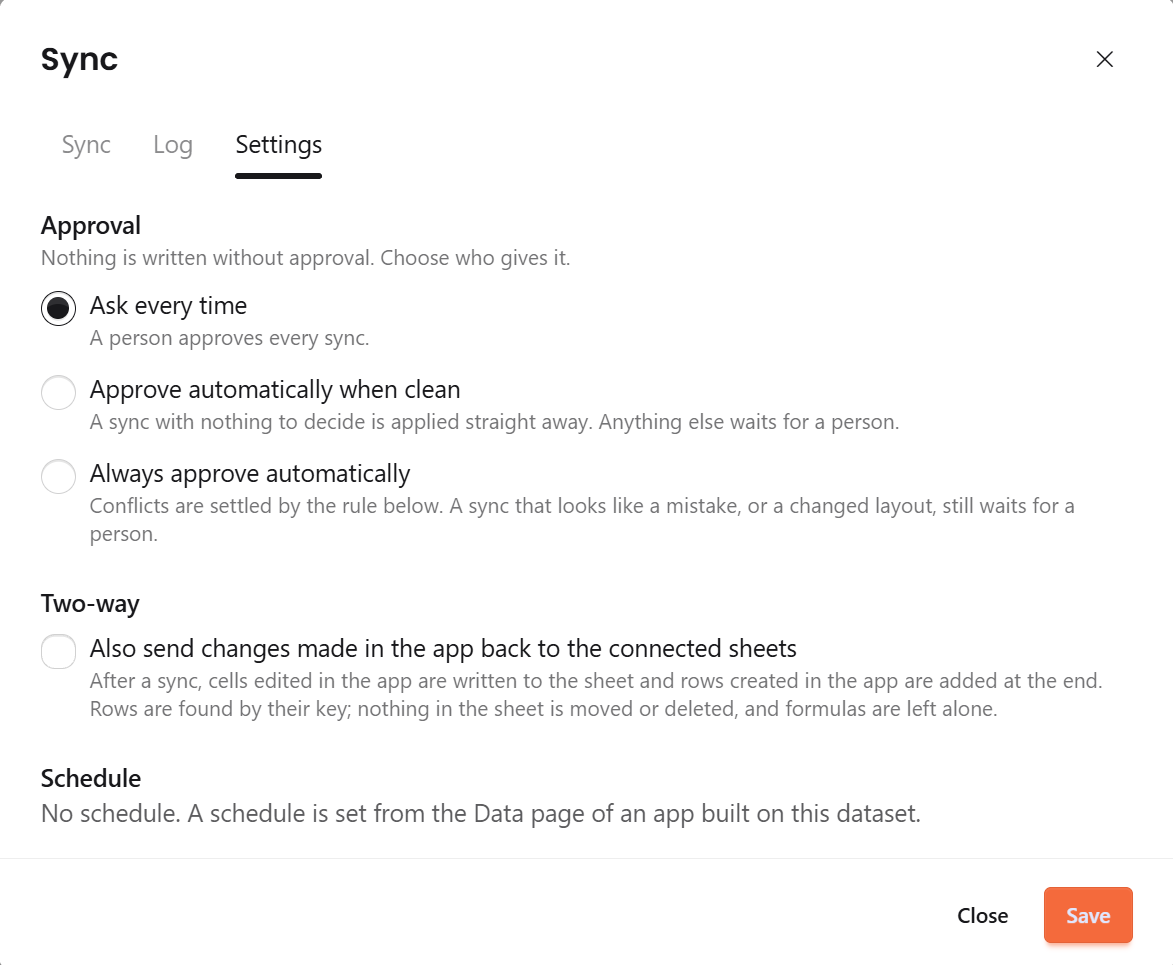 Sync
Sync Log Settings
Approval
Nothing is written without approval. Choose who gives it.
Ask every time
A person approves every sync.
Approve automatically when clean
A sync with nothing to decide is applied straight away. Anything else waits for a person.
Always approve automatically
Conflicts are settled by the rule below. A sync that looks like a mistake, or a changed layout, still waits for a
person.
Two-way
Also send changes made in the app back to the connected sheets
After a sync, cells edited in the app are written to the sheet and rows created in the app are added at the end.
Rows are found by their key; nothing in the sheet is moved or deleted, and formulas are left alone.
Schedule
No schedule. A schedule is set from the Data page of an app built on this dataset.
Close Save